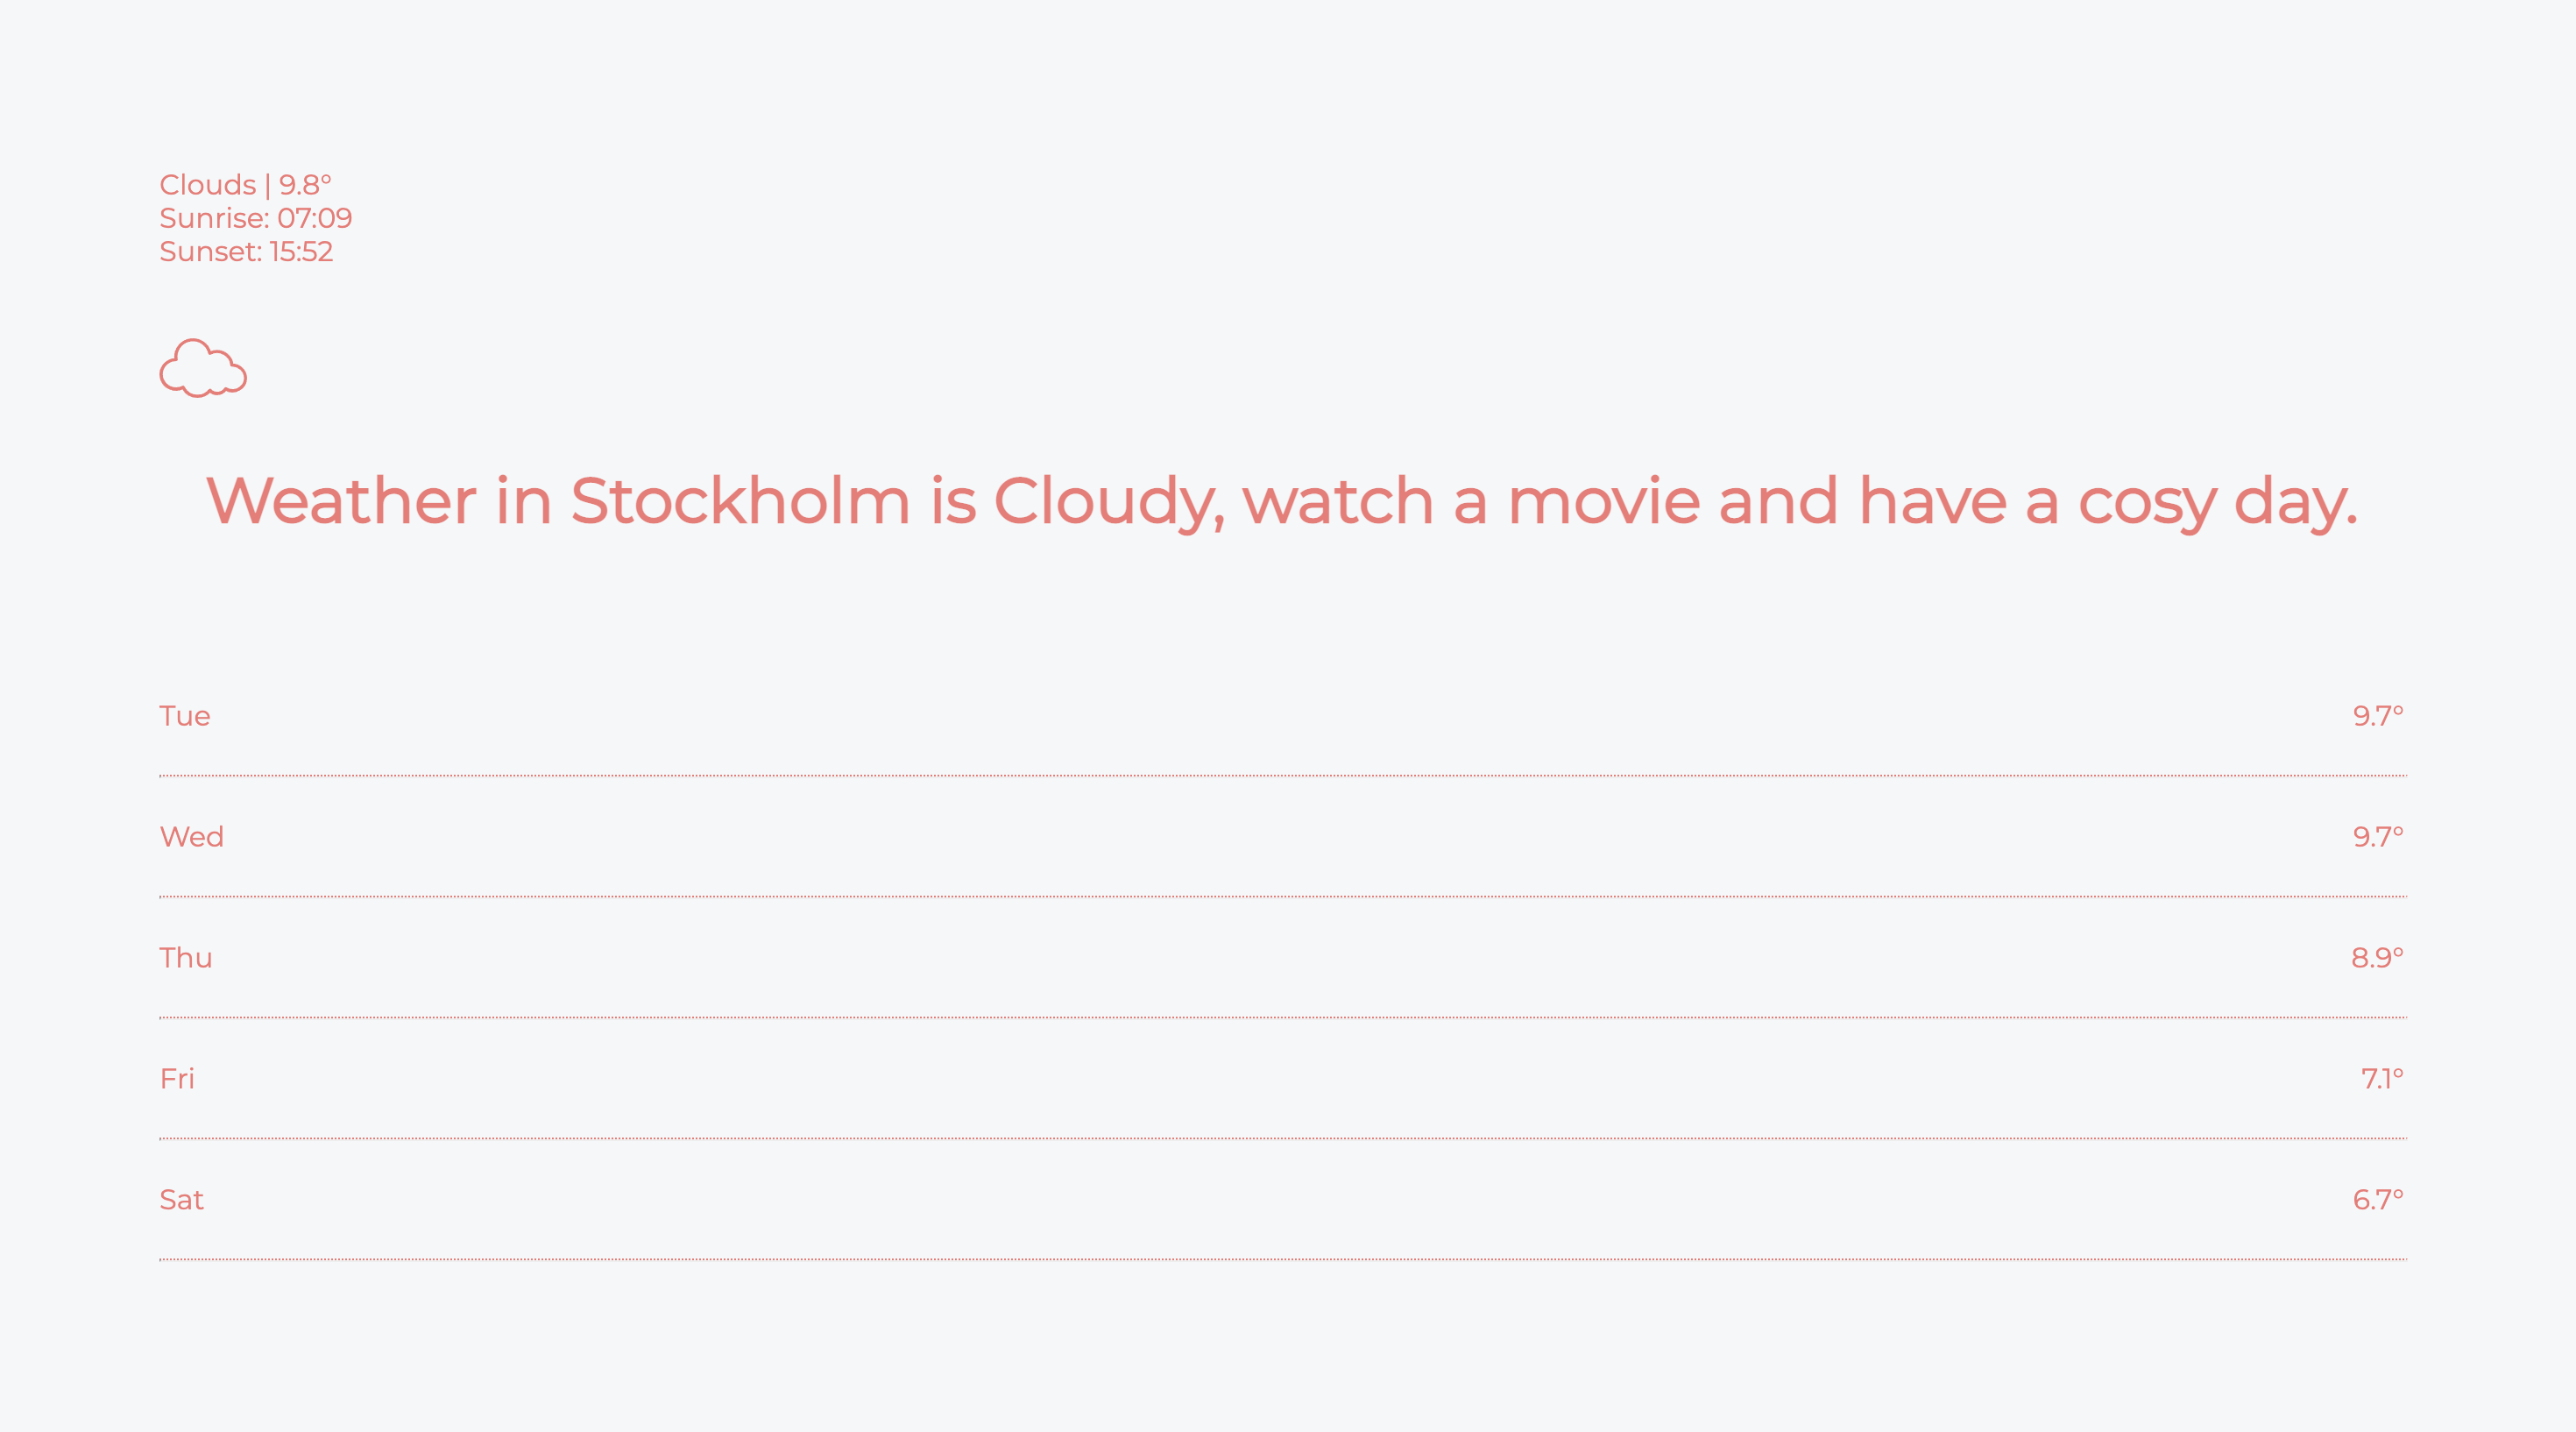 Clouds | 9.8°
Sunrise: 07:09
Sunset: 15:52
Weather in Stockholm is Cloudy, watch a movie and have a cosy day.
Tue 9.7°
Wed 9.7°
Thu 8.9°
Fri 7.1°
Sat 6.7°